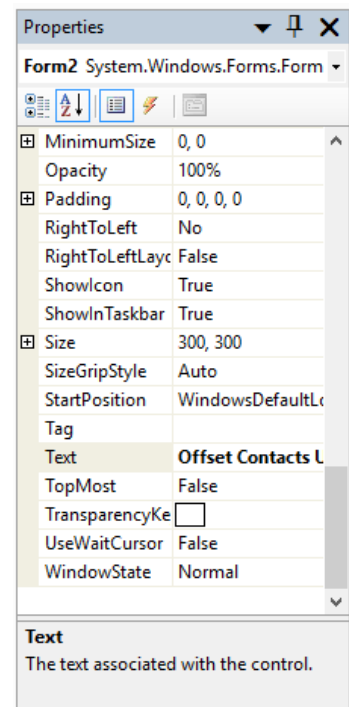 Properties
Form2 System.Windows.Forms.Form
MinimumSize 0, 0
Opacity 100%
Padding 0, 0, 0, 0
RightToLeft No
RightToLeftLayo False
ShowIcon True
ShowInTaskbar True
Size 300, 300
SizeGripStyle Auto
StartPosition WindowsDefaultLo
Tag
Text Offset Contacts U
TopMost False
TransparencyKe
UseWaitCursor False
WindowState Normal
Text
The text associated with the control.